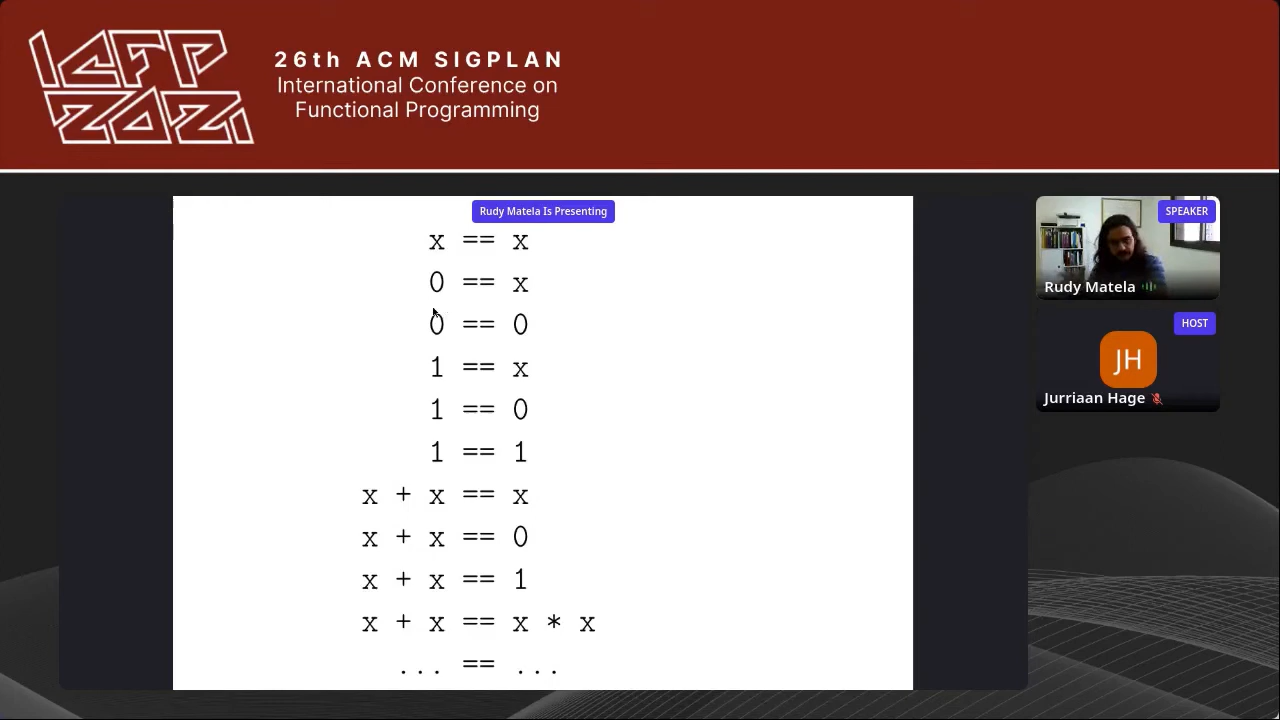 ICFP
2021
26th ACM SIGPLAN
International Conference on
Functional Programming
Rudy Matela Is Presenting
x == x
0 == x
0 == 0
1 == x
1 == 0
1 == 1
x + x == x
x + x == 0
x + x == 1
x + x == x * x
... == ...
SPEAKER
Rudy Matela
HOST
JH
Jurriaan Hage